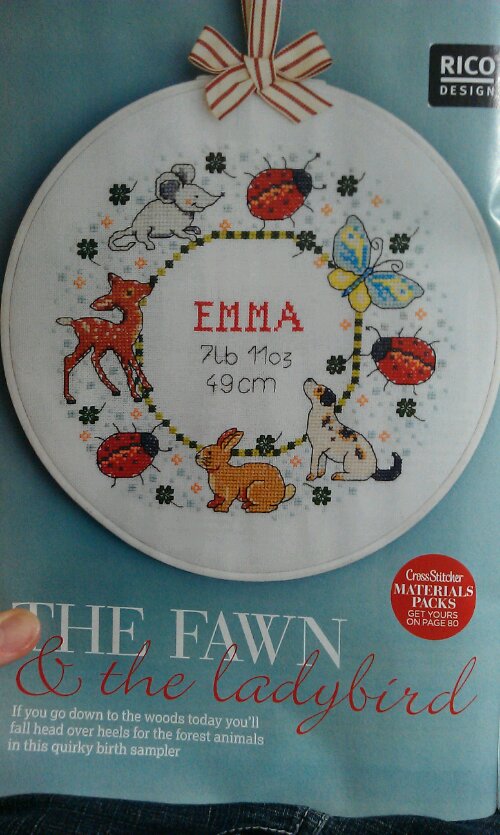 RICO
DESIGN
EMMA
7lb 11oz
49cm
CrossStitcher
MATERIALS
PACKS
GET YOURS
ON PAGE 80
THE FAWN
& the ladybird
If you go down to the woods today you'll
fall head over heels for the forest animals
in this quirky birth sampler